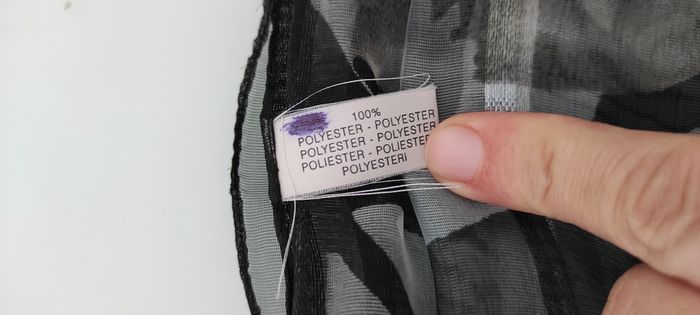 100%
POLYESTER - POLYESTER
POLYESTER - POLYESTER
POLIESTER - POLIESTER
POLYESTERI